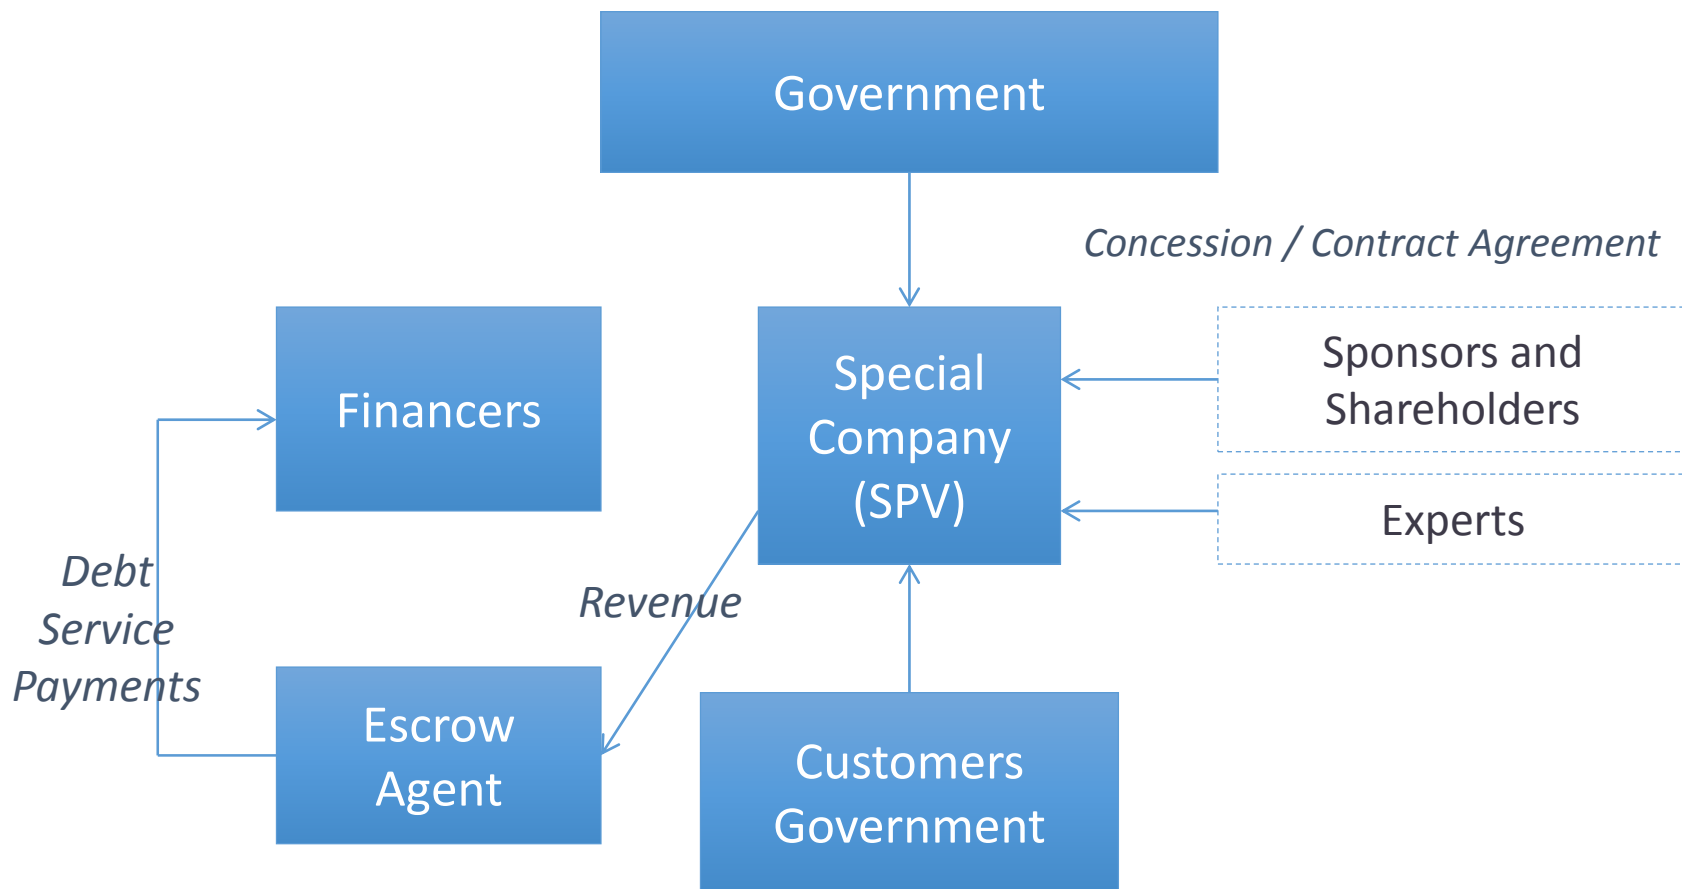 Government
Concession / Contract Agreement
Financers
Special
Company
(SPV)
Sponsors and
Shareholders
Experts
Debt
Service
Payments
Revenue
Escrow
Agent
Customers
Government